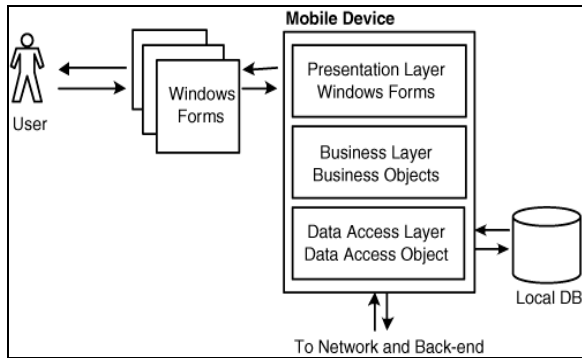 Mobile Device
User
Windows
Forms
Presentation Layer
Windows Forms
Business Layer
Business Objects
Data Access Layer
Data Access Object
Local DB
To Network and Back-end